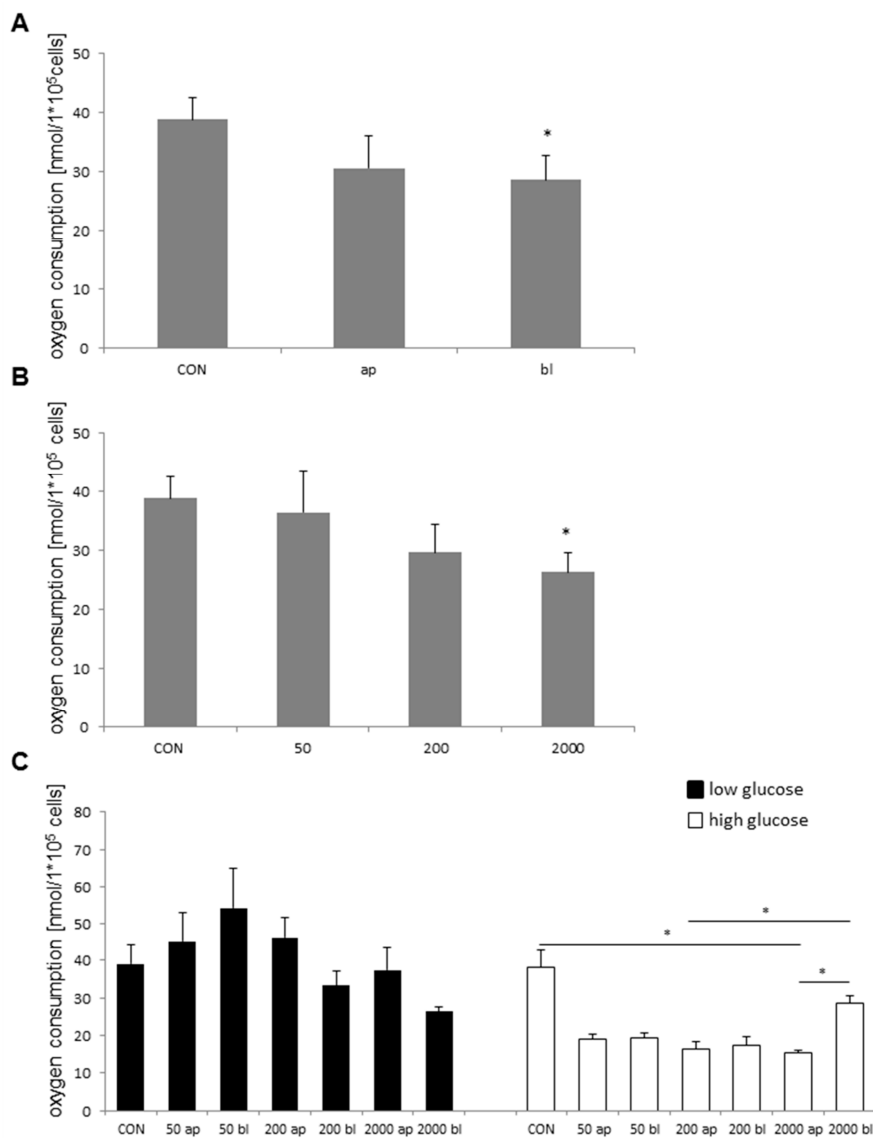 A
oxygen consumption [nmol/1*10⁵cells]
50
40
30
20
10
0
*
CON ap bl
B
oxygen consumption [nmol/1*10⁵ cells]
50
40
30
20
10
0
*
CON 50 200 2000
C
oxygen consumption [nmol/1*10⁵ cells]
low glucose
high glucose
80
70
60
50
40
30
20
10
0
*
*
*
CON 50 ap 50 bl 200 ap 200 bl 2000 ap 2000 bl CON 50 ap 50 bl 200 ap 200 bl 2000 ap 2000 bl